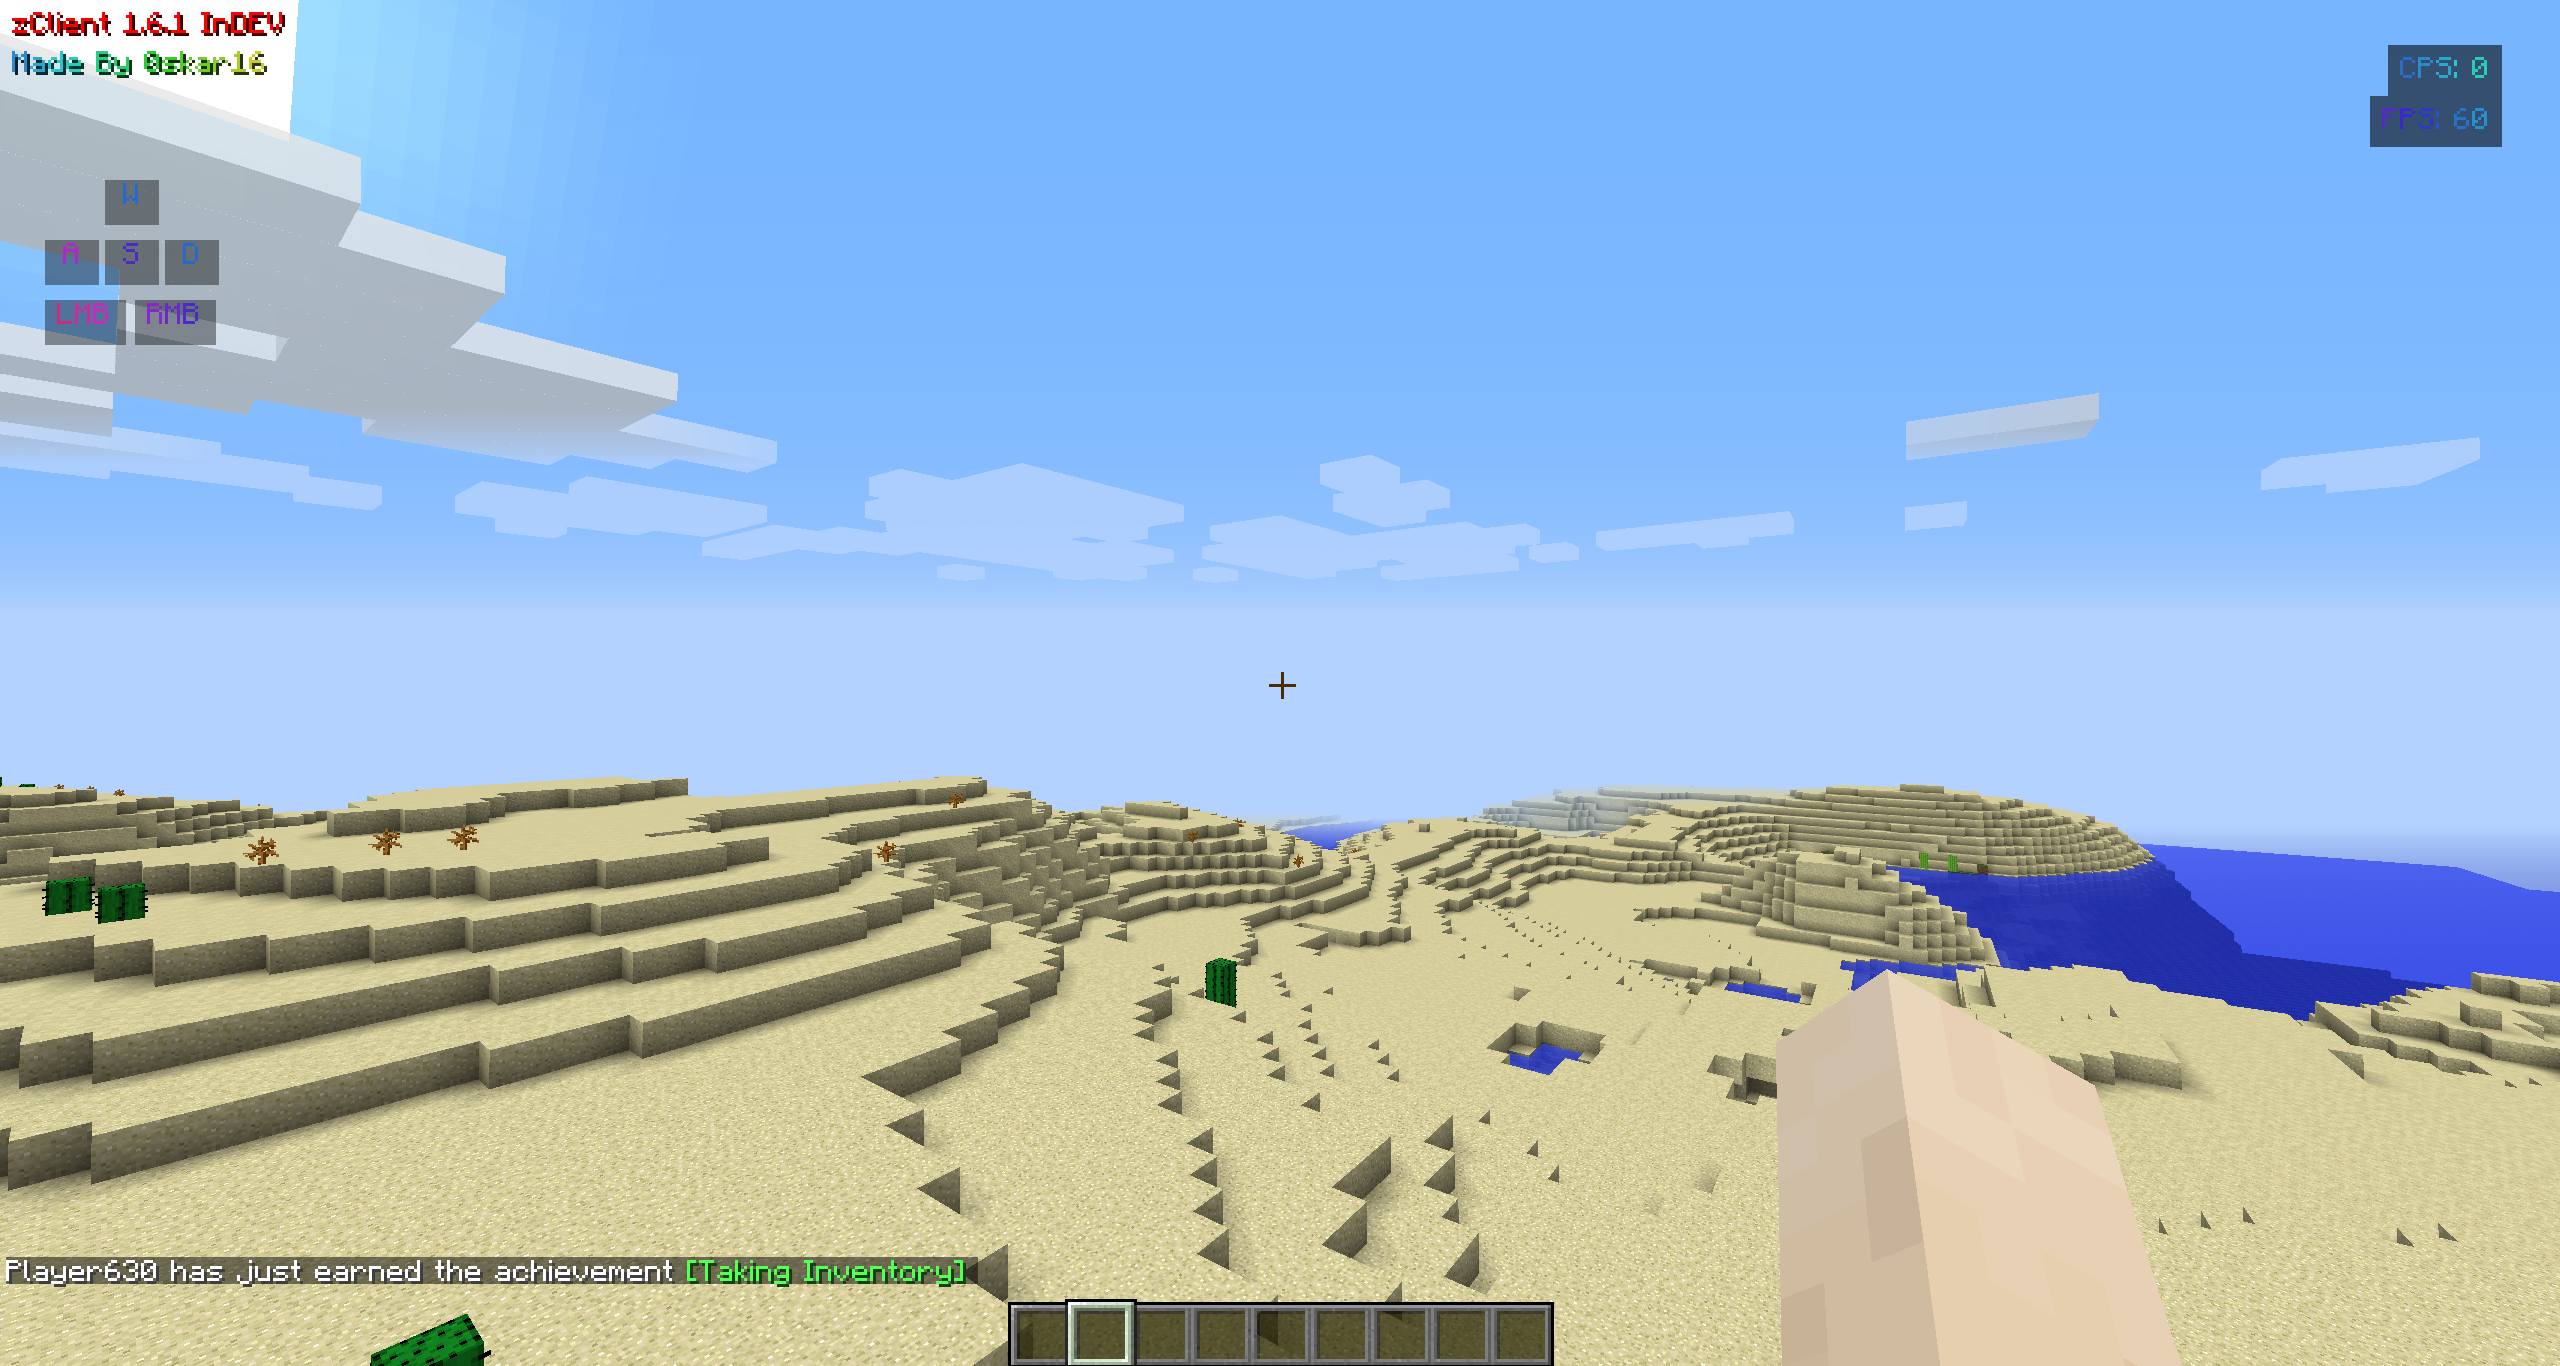 zClient 1.6.1 InDEV
Made By 0skar16
CPS: 0
FPS: 60
W
A S D
LMB RMB
Player630 has just earned the achievement [Taking Inventory]